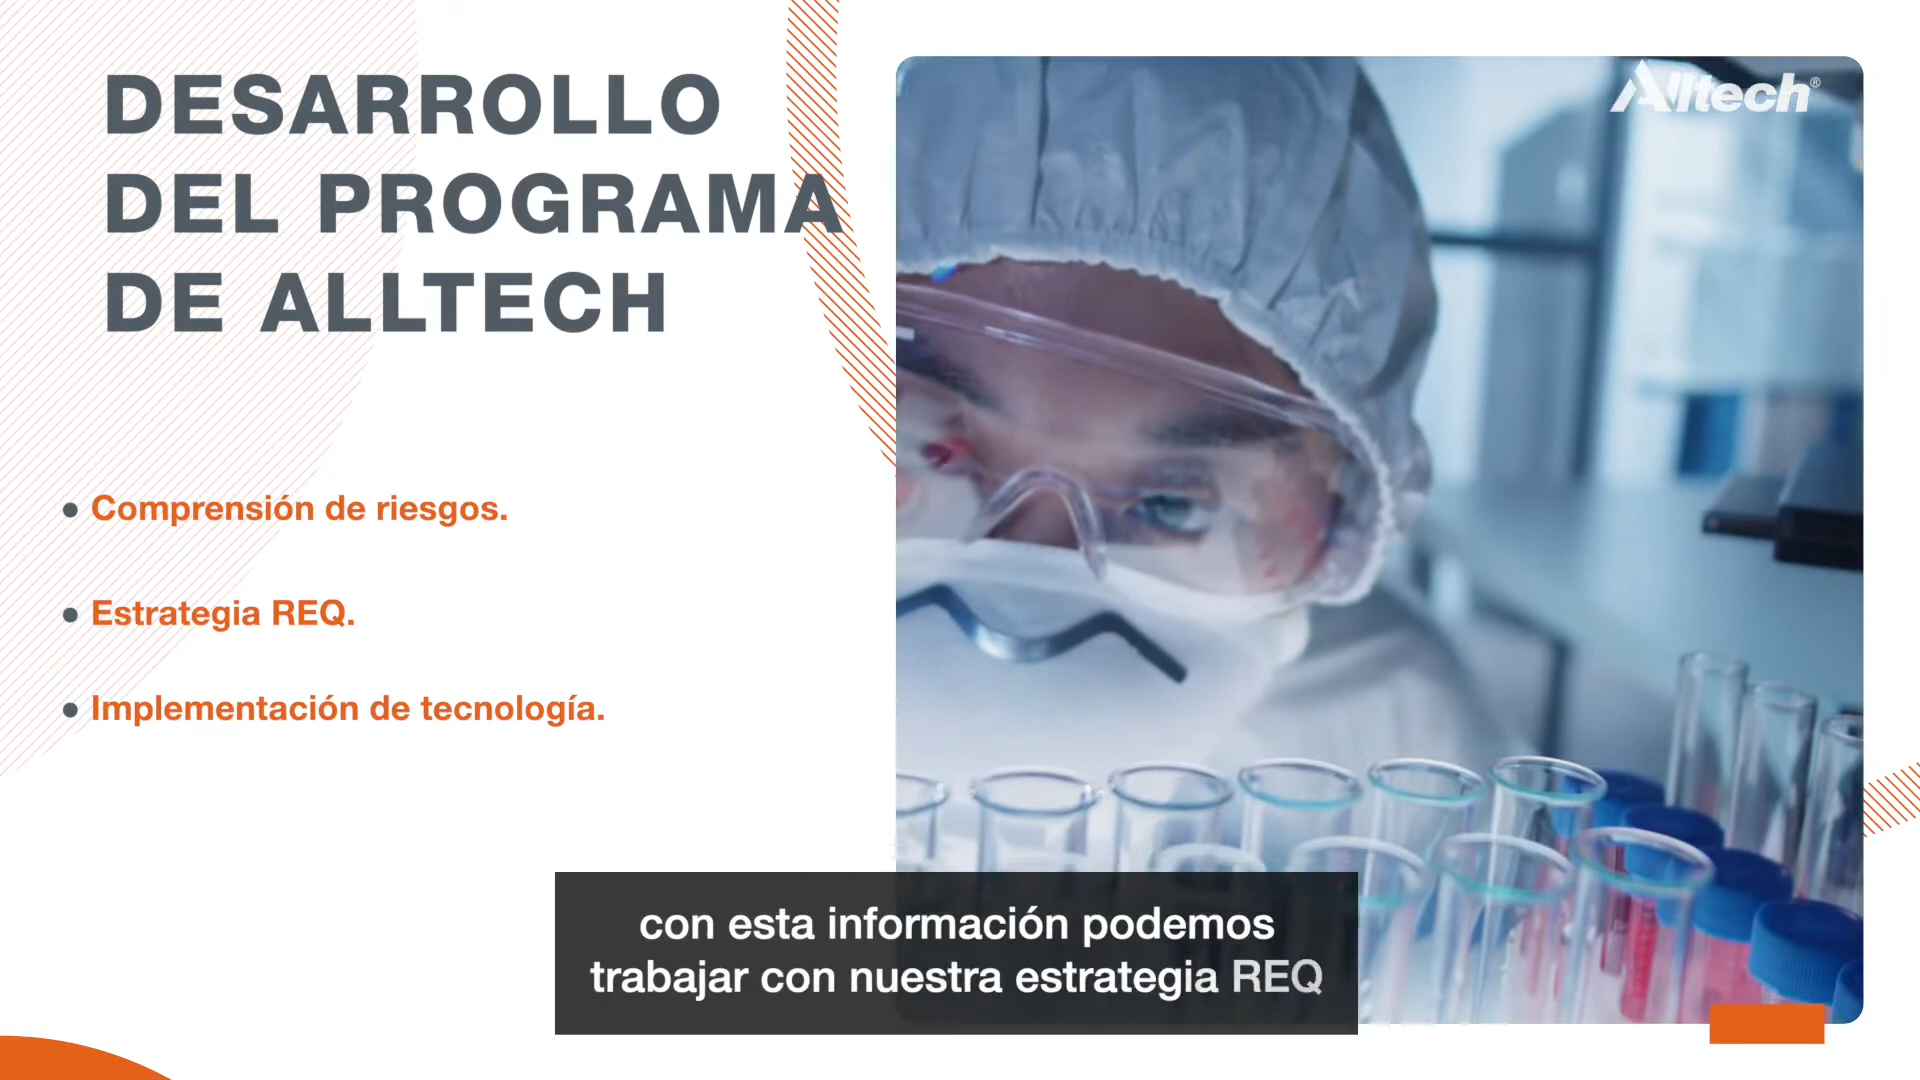 DESARROLLO
DEL PROGRAMA
DE ALLTECH
Alltech®
• Comprensión de riesgos.
• Estrategia REQ.
• Implementación de tecnología.
con esta información podemos
trabajar con nuestra estrategia REQ